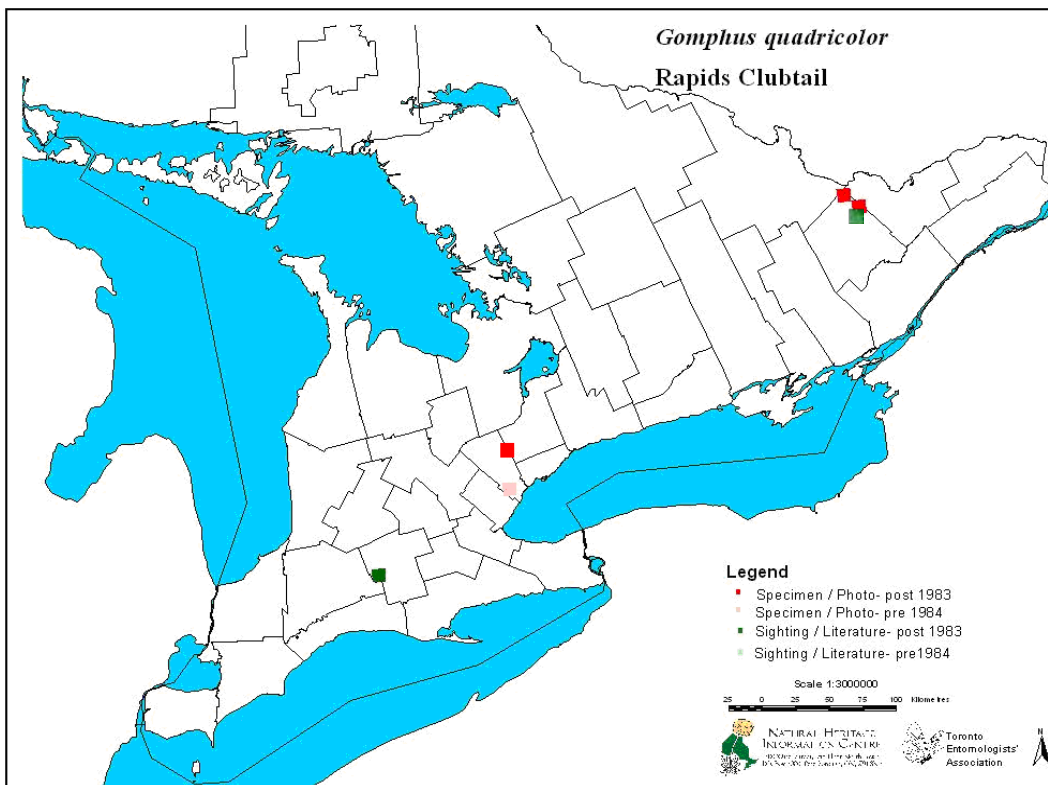 Gomphus quadricolor
Rapids Clubtail
Legend
Specimen / Photo- post 1983
Specimen / Photo- pre 1984
Sighting / Literature- post 1983
Sighting / Literature- pre1984
Scale 1:3000000
25 0 25 50 75 100 Kilometres
NATURAL HERITAGE
INFORMATION CENTRE
Toronto
Entomologists'
Association
N